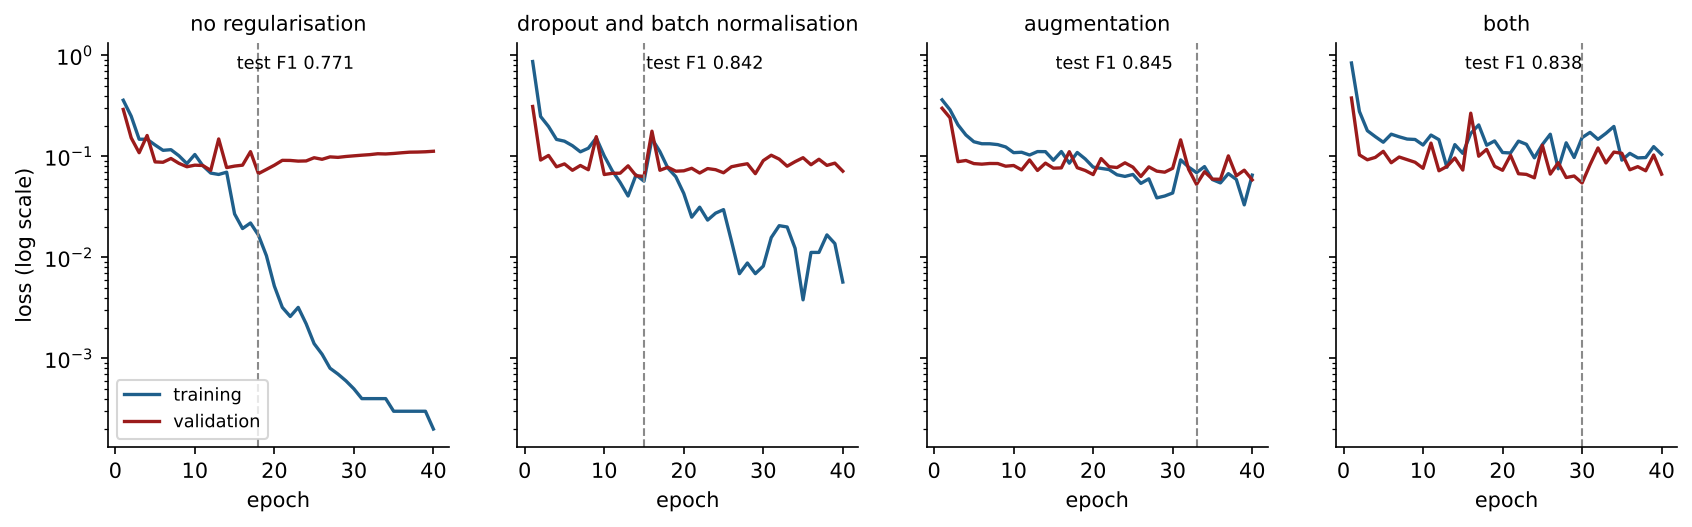 no regularisation
dropout and batch normalisation
augmentation
both
test F1 0.771
test F1 0.842
test F1 0.845
test F1 0.838
loss (log scale)
10^0
10^−1
10^−2
10^−3
training
validation
0 10 20 30 40
0 10 20 30 40
0 10 20 30 40
0 10 20 30 40
epoch
epoch
epoch
epoch